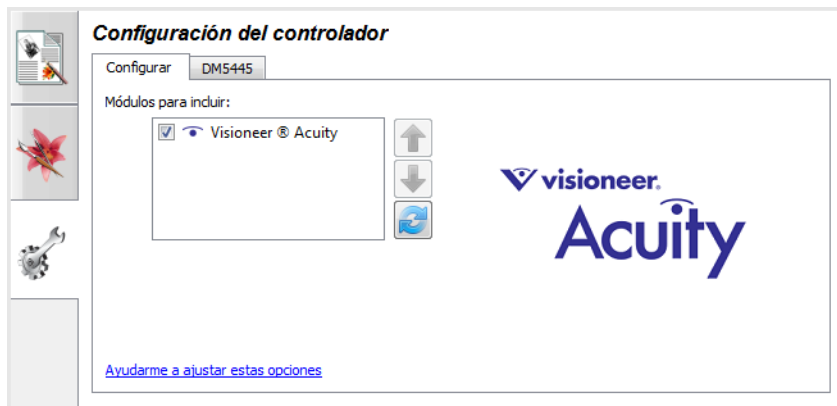 Configuración del controlador
Configurar DM5445
Módulos para incluir:
Visioneer ® Acuity
visioneer.
Acuity
Ayudarme a ajustar estas opciones